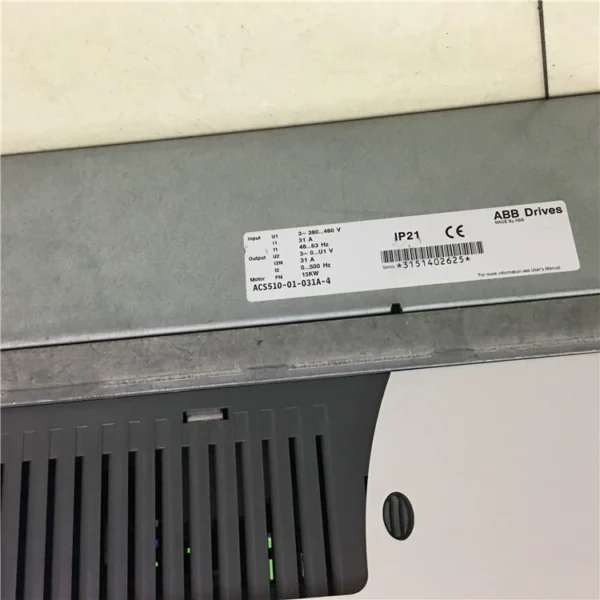 Input U1 3~ 380...480 V
I1 31 A
f1 48...63 Hz
Output U2 3~ 0...U1 V
I2N 31 A
f2 0...500 Hz
Motor PN 15KW
ACS510-01-031A-4
IP21 CE
*3151402625*
ABB Drives
MADE By ABB
For more information see User's Manual